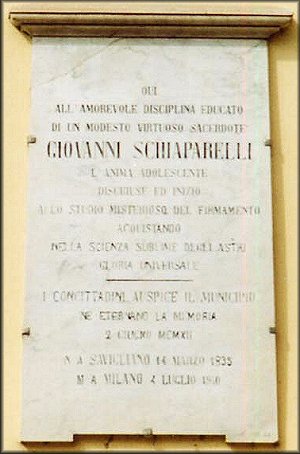 QUI
ALL'AMOREVOLE DISCIPLINA EDUCATO
DI UN MODESTO VIRTUOSO SACERDOTE
GIOVANNI SCHIAPARELLI
L'ANIMA ADOLESCENTE
DISCHIUSE ED INIZIÒ
ALLO STUDIO MISTERIOSO DEL FIRMAMENTO
ACQUISTANDO
NELLA SCIENZA SUBLIME DEGLI ASTRI
GLORIA UNIVERSALE
I CONCITTADINI, AUSPICE IL MUNICIPIO
NE ETERNANO LA MEMORIA
2 GIUGNO MCMXII
N A SAVIGLIANO 14 MARZO 1835
M A MILANO 4 LUGLIO 1910